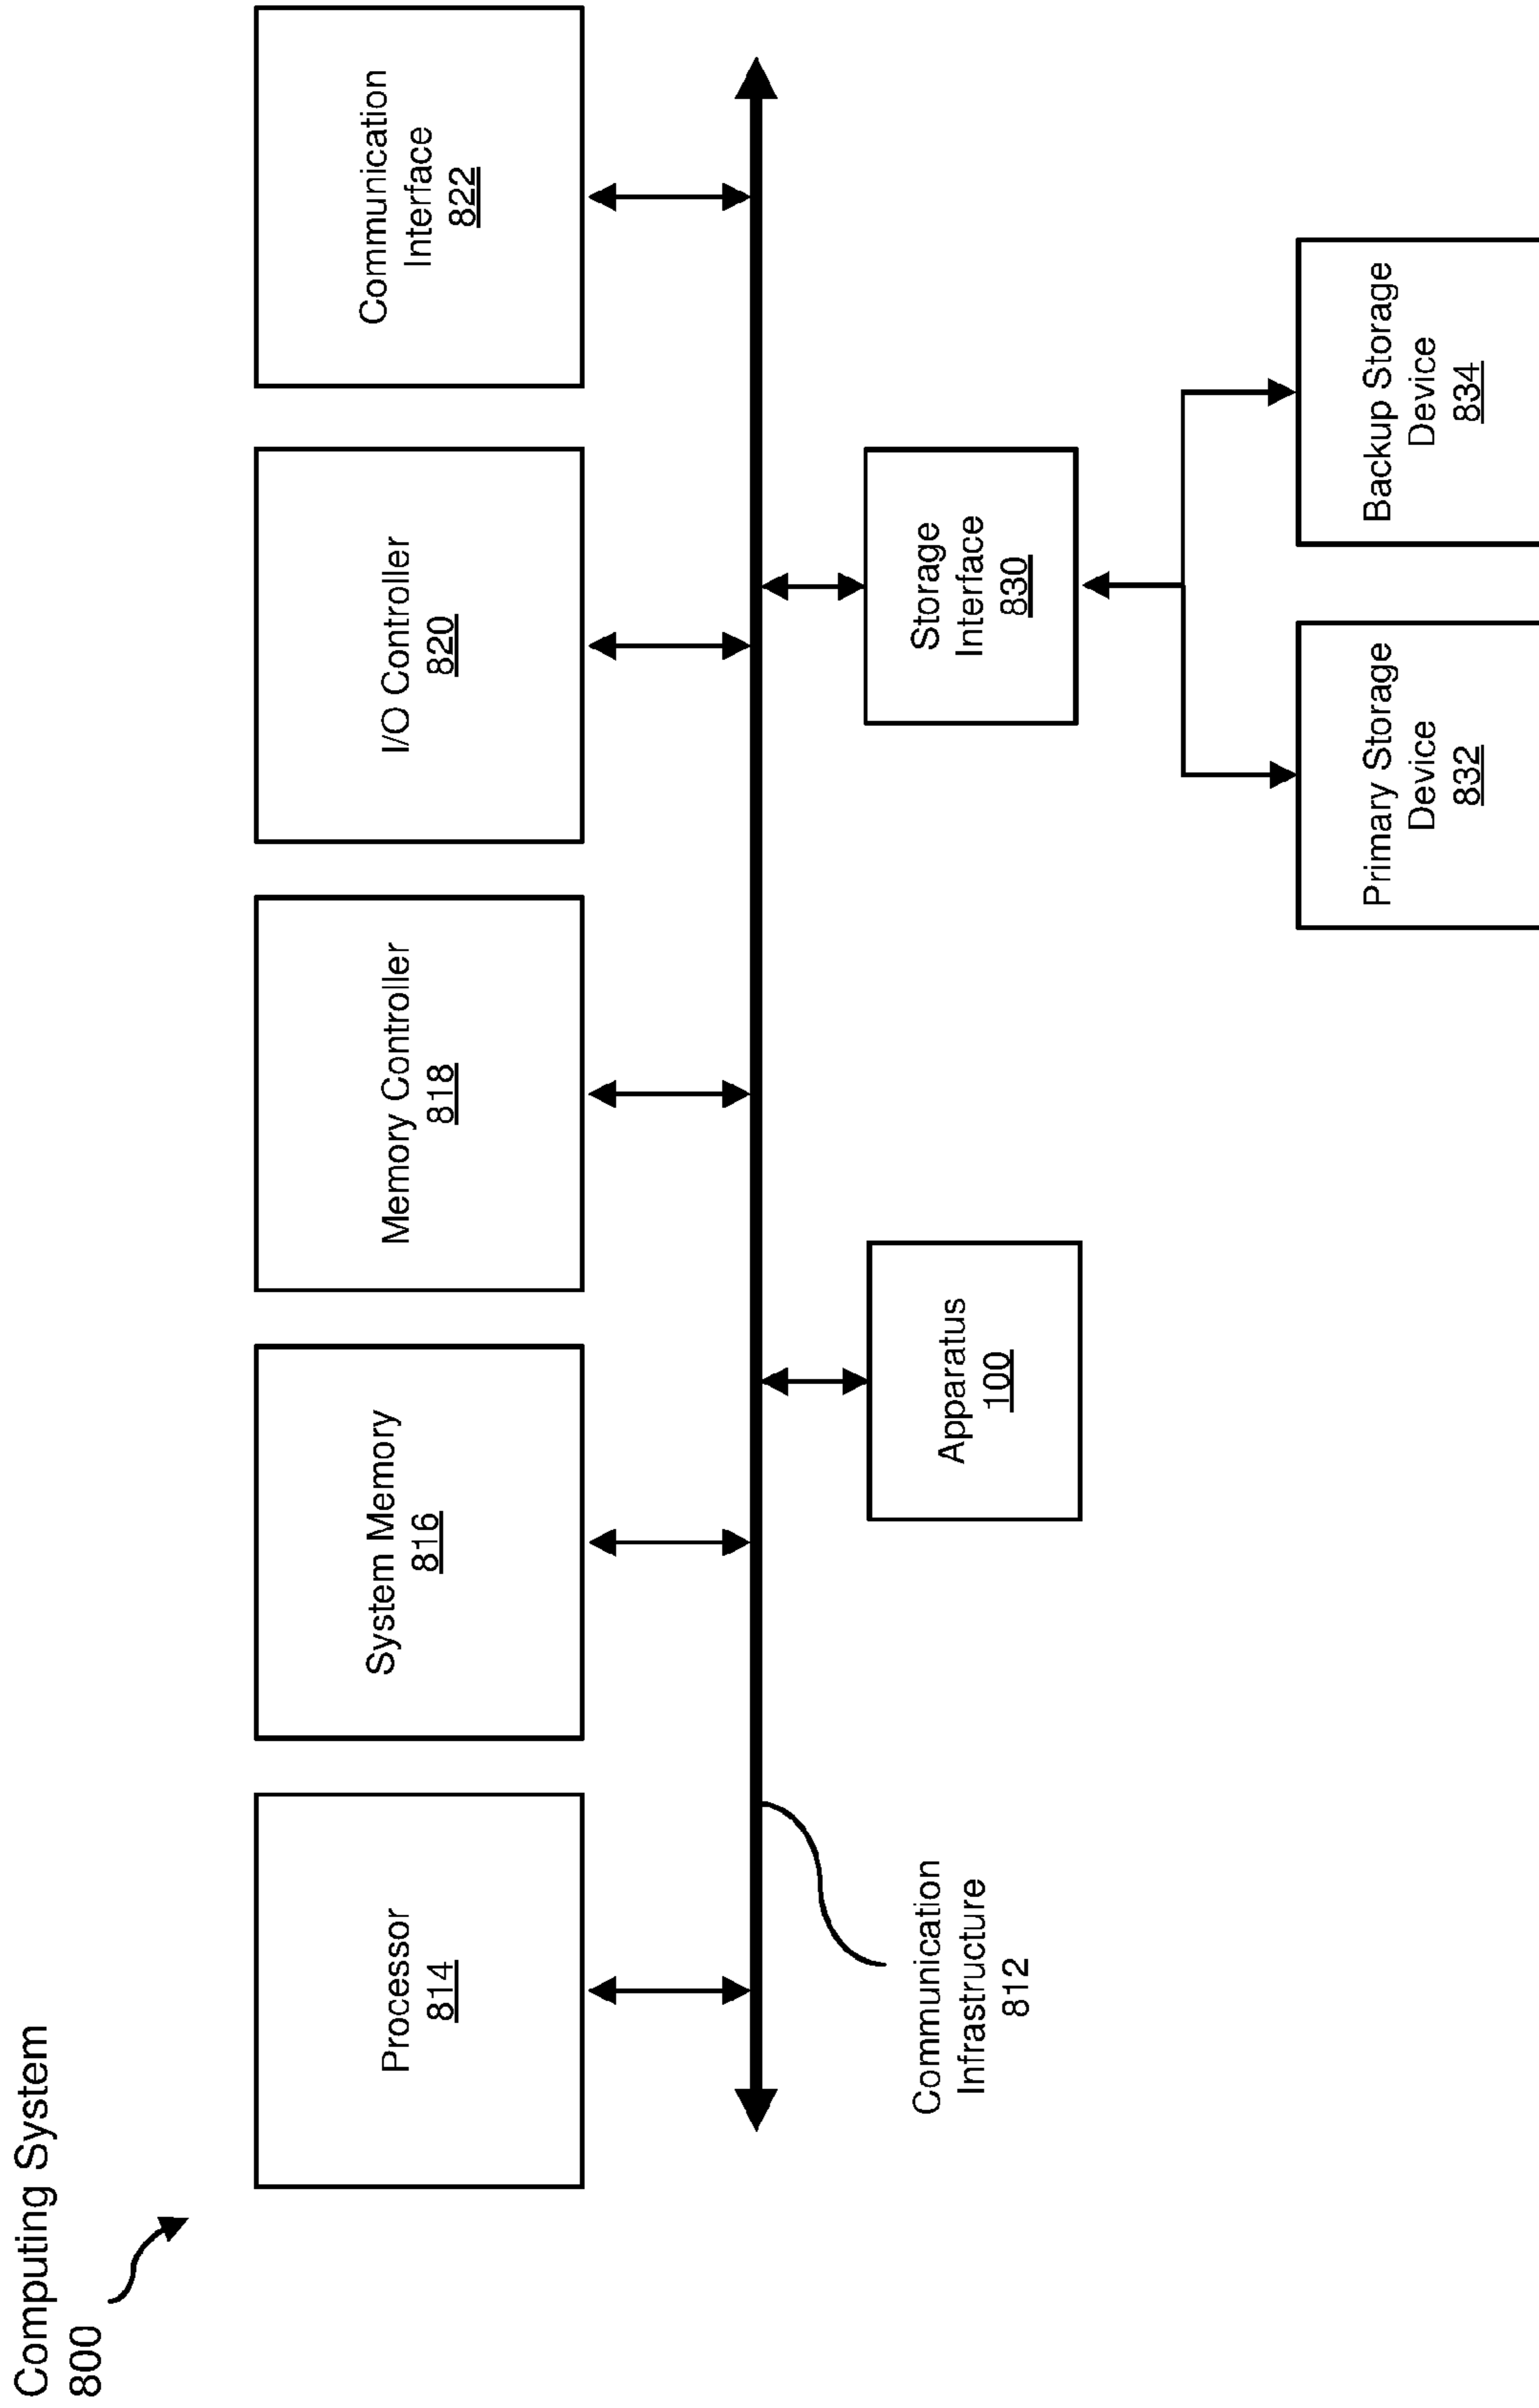 Computing System
800
Processor
814
System Memory
816
Memory Controller
818
I/O Controller
820
Communication
Interface
822
Communication
Infrastructure
812
Apparatus
100
Storage
Interface
830
Primary Storage
Device
832
Backup Storage
Device
834